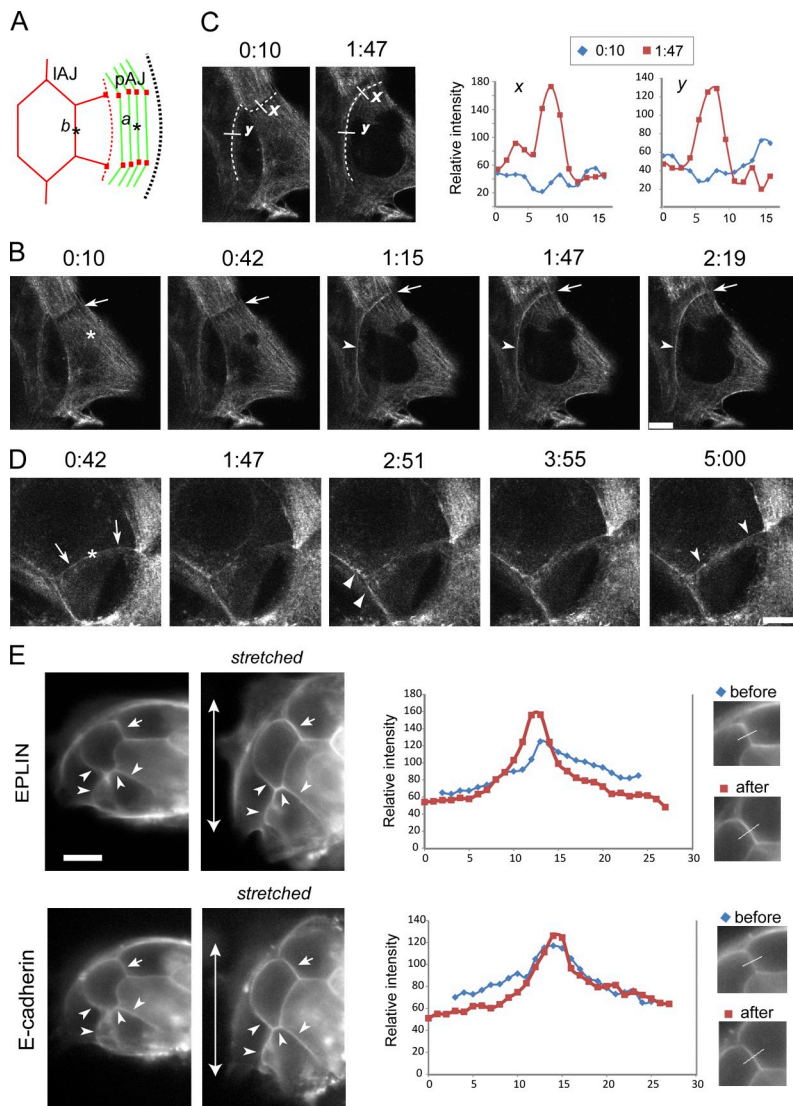 A
lAJ
pAJ
b
*
a
*
C
0:10
1:47
x
y
x
y
0:10
1:47
x
Relative intensity
180
140
100
60
20
0
5
10
15
y
140
120
100
80
60
40
20
0
0
5
10
15
B
0:10
0:42
1:15
1:47
2:19
*
D
0:42
1:47
2:51
3:55
5:00
*
E
stretched
EPLIN
Relative intensity
180
160
140
120
100
80
60
40
20
0
0
5
10
15
20
25
30
before
after
stretched
E-cadherin
Relative intensity
140
120
100
80
60
40
20
0
0
5
10
15
20
25
30
before
after